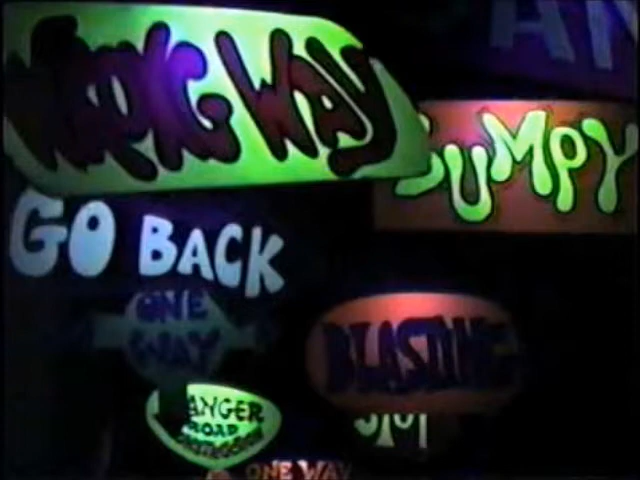 WRONG WAY
BUMPY
GO BACK
ONE
WAY
BLASTING
DANGER
ROAD
ONE WAY